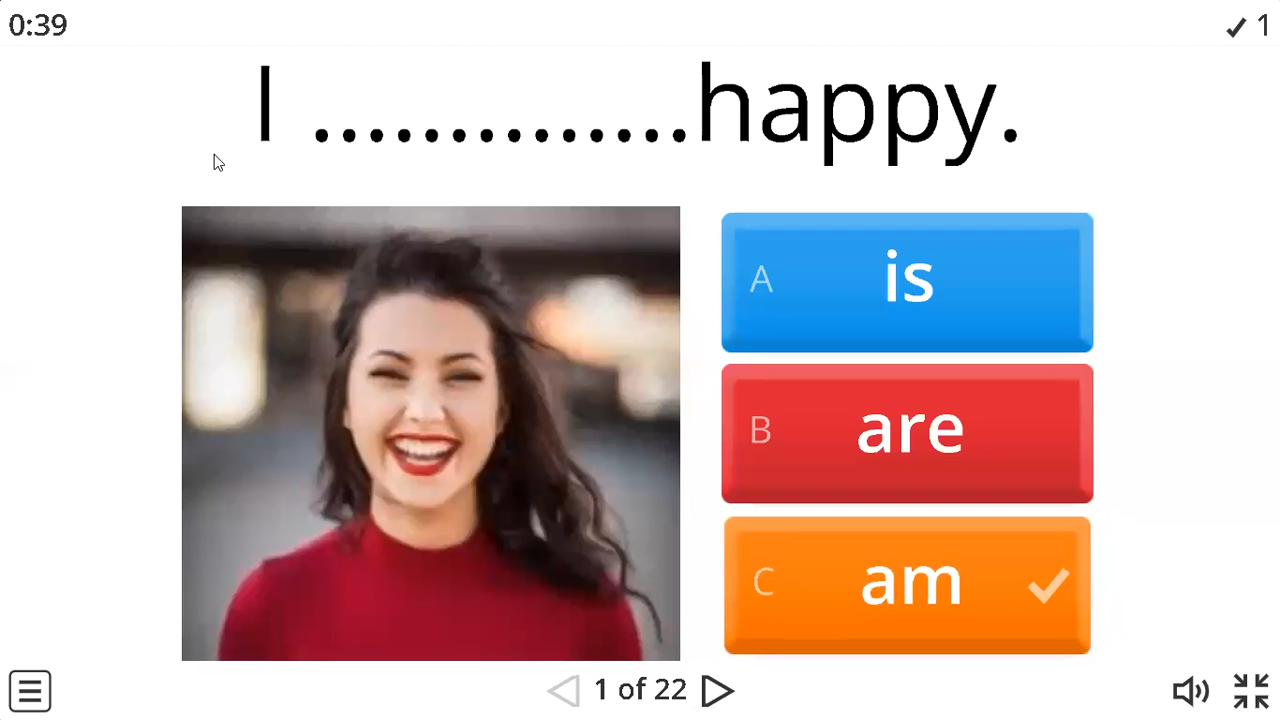 0:39
✓ 1
I ..............happy.
A is
B are
C am
1 of 22